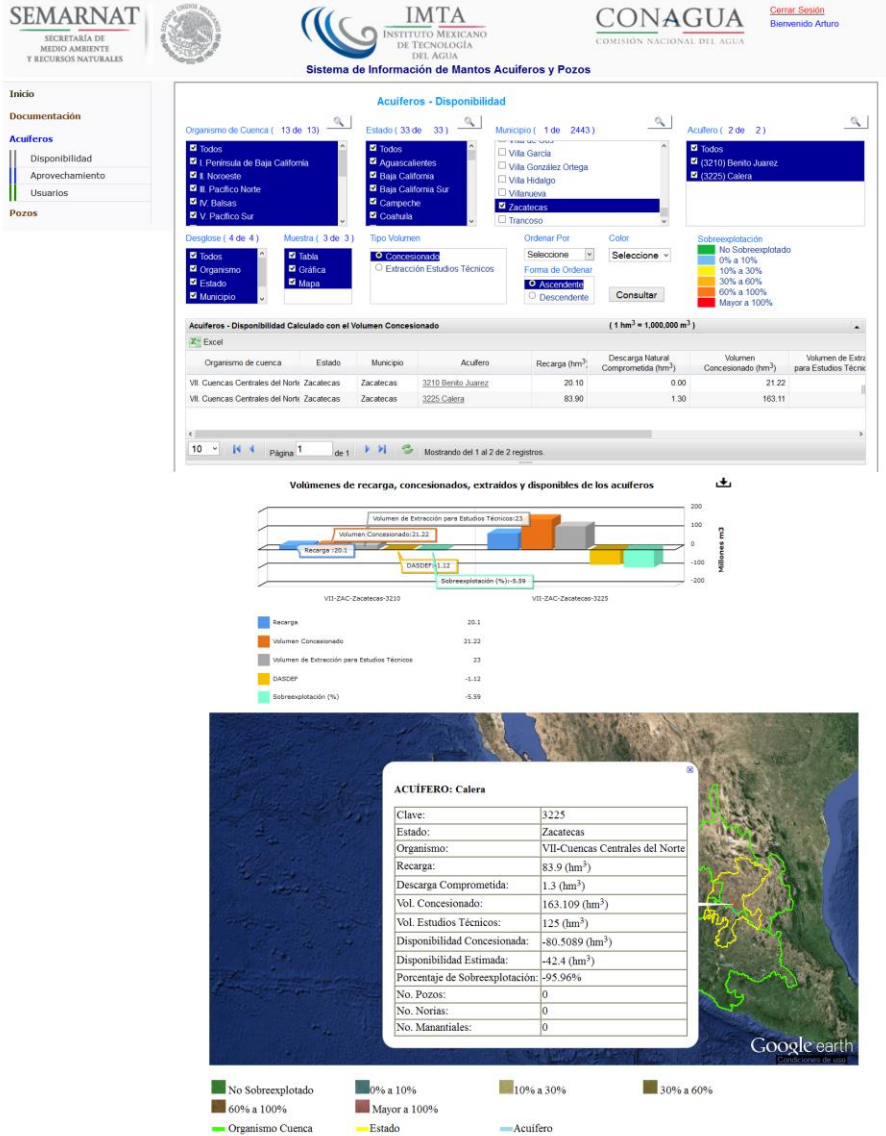 SEMARNAT
SECRETARÍA DE
MEDIO AMBIENTE
Y RECURSOS NATURALES
ESTADOS UNIDOS MEXICANOS
IMTA
INSTITUTO MEXICANO
DE TECNOLOGÍA
DEL AGUA
CONAGUA
COMISIÓN NACIONAL DEL AGUA
Cerrar Sesión
Bienvenido Arturo
Sistema de Información de Mantos Acuíferos y Pozos
Inicio
Documentación
Acuíferos
Disponibilidad
Aprovechamiento
Usuarios
Pozos
Acuíferos - Disponibilidad
Organismo de Cuenca ( 13 de 13)
Todos
I. Península de Baja California
II. Noroeste
III. Pacífico Norte
IV. Balsas
V. Pacífico Sur
Estado ( 33 de 33 )
Todos
Aguascalientes
Baja California
Baja California Sur
Campeche
Coahuila
Municipio ( 1 de 2443 )
Villa de Cos
Villa García
Villa González Ortega
Villa Hidalgo
Villanueva
Zacatecas
Trancoso
Acuífero ( 2 de 2 )
Todos
(3210) Benito Juarez
(3225) Calera
Desglose ( 4 de 4 )
Todos
Organismo
Estado
Municipio
Muestra ( 3 de 3 )
Tabla
Gráfica
Mapa
Tipo Volumen
Concesionado
Extracción Estudios Técnicos
Ordenar Por
Seleccione
Forma de Ordenar
Ascendente
Descendente
Color
Seleccione
Consultar
Sobreexplotación
No Sobreexplotado
0% a 10%
10% a 30%
30% a 60%
60% a 100%
Mayor a 100%
Acuíferos - Disponibilidad Calculado con el Volumen Concesionado ( 1 hm³ = 1,000,000 m³ )
Excel
Organismo de cuenca Estado Municipio Acuífero Recarga (hm³) Descarga Natural Comprometida (hm³) Volumen Concesionado (hm³) Volumen de Extra para Estudios Técnic
VII. Cuencas Centrales del Norte Zacatecas Zacatecas 3210 Benito Juarez 20.10 0.00 21.22
VII. Cuencas Centrales del Norte Zacatecas Zacatecas 3225 Calera 83.90 1.30 163.11
10 Página 1 de 1 Mostrando del 1 al 2 de 2 registros.
Volúmenes de recarga, concesionados, extraídos y disponibles de los acuíferos
Volumen de Extracción para Estudios Técnicos:23
Volumen Concesionado:21.22
Recarga :20.1
DASDEF:-1.12
Sobreexplotación (%):-5.59
200
100
0
-100
-200
Millones m3
VII-ZAC-Zacatecas-3210 VII-ZAC-Zacatecas-3225
Recarga 20.1
Volumen Concesionado 21.22
Volumen de Extracción para Estudios Técnicos 23
DASDEF -1.12
Sobreexplotación (%) -5.59
ACUÍFERO: Calera
Clave: 3225
Estado: Zacatecas
Organismo: VII-Cuencas Centrales del Norte
Recarga: 83.9 (hm³)
Descarga Comprometida: 1.3 (hm³)
Vol. Concesionado: 163.109 (hm³)
Vol. Estudios Técnicos: 125 (hm³)
Disponibilidad Concesionada: -80.5089 (hm³)
Disponibilidad Estimada: -42.4 (hm³)
Porcentaje de Sobreexplotación: -95.96%
No. Pozos: 0
No. Norias: 0
No. Manantiales: 0
Google earth
Condiciones de uso
No Sobreexplotado 0% a 10% 10% a 30% 30% a 60%
60% a 100% Mayor a 100%
Organismo Cuenca Estado Acuífero